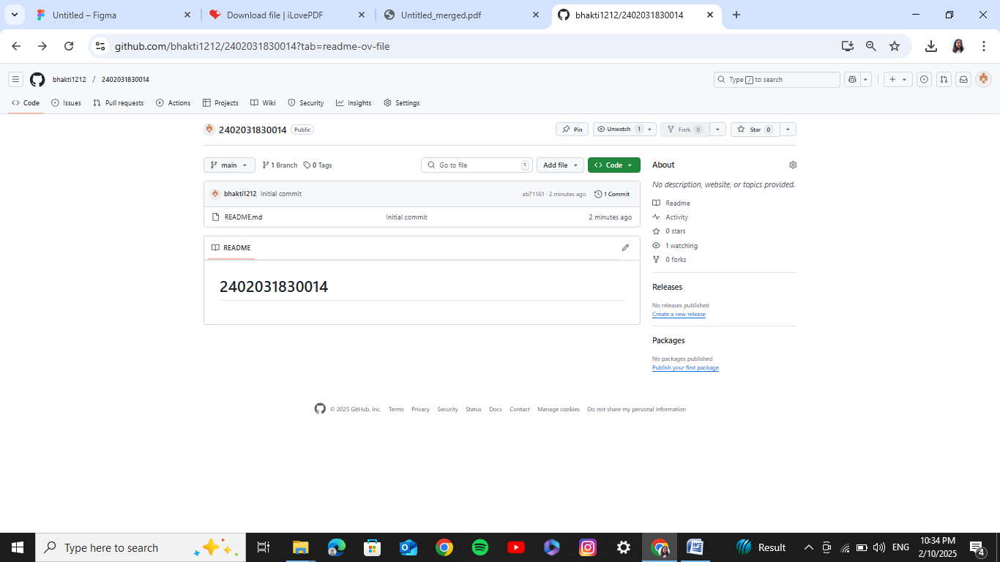 Untitled – Figma
Download file | iLovePDF
Untitled_merged.pdf
bhakti1212/2402031830014
github.com/bhakti1212/2402031830014?tab=readme-ov-file
bhakti1212 / 2402031830014
Type / to search
Code
Issues
Pull requests
Actions
Projects
Wiki
Security
Insights
Settings
2402031830014 Public
Pin
Unwatch 1
Fork 0
Star 0
main
1 Branch
0 Tags
Go to file t
Add file
Code
About
No description, website, or topics provided.
bhakti1212 Initial commit
ab71161 · 2 minutes ago
1 Commit
README.md Initial commit 2 minutes ago
README
2402031830014
Readme
Activity
0 stars
1 watching
0 forks
Releases
No releases published
Create a new release
Packages
No packages published
Publish your first package
© 2025 GitHub, Inc. Terms Privacy Security Status Docs Contact Manage cookies Do not share my personal information
Type here to search
Result
ENG
10:34 PM
2/10/2025
4